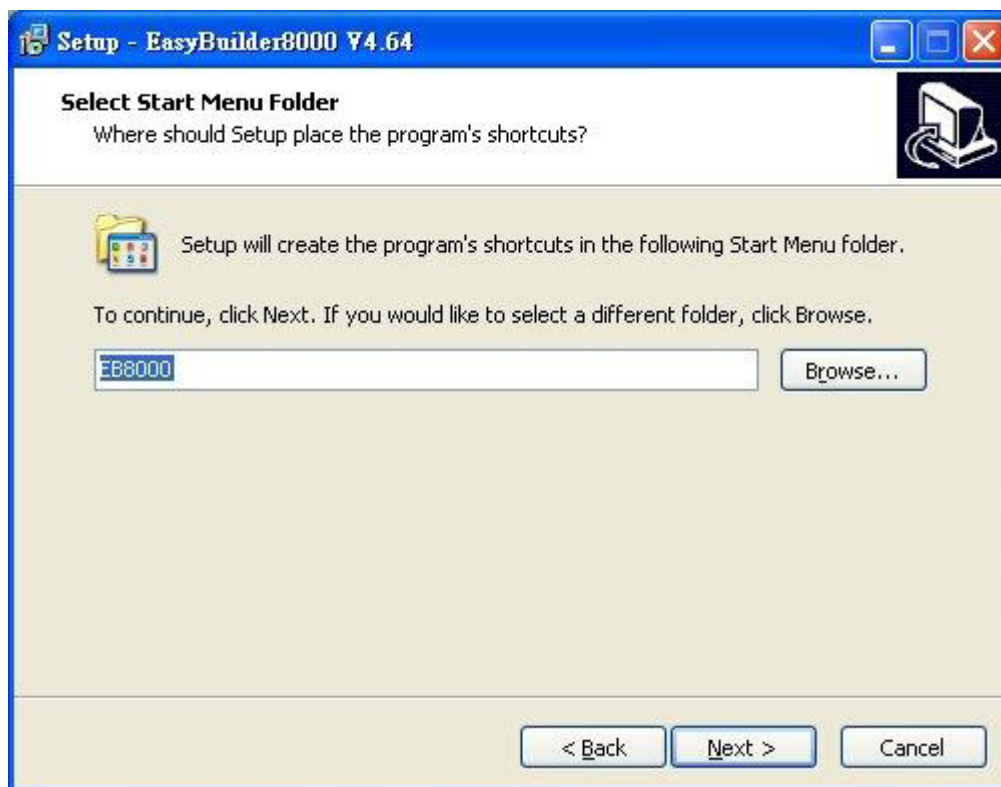 Setup - EasyBuilder8000 V4.64
Select Start Menu Folder
Where should Setup place the program's shortcuts?
Setup will create the program's shortcuts in the following Start Menu folder.
To continue, click Next. If you would like to select a different folder, click Browse.
EB8000
Browse...
< Back
Next >
Cancel